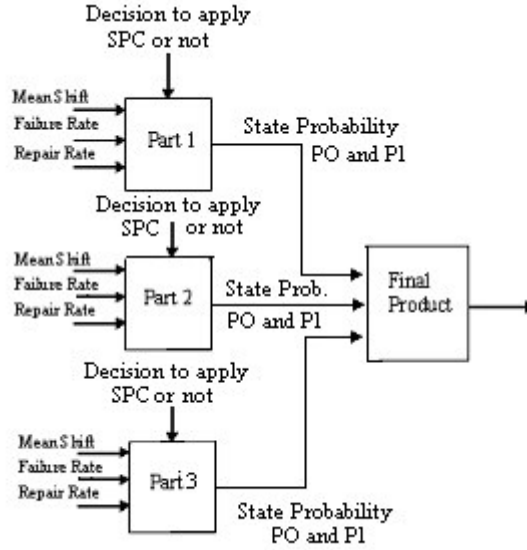 Decision to apply
SPC or not
Mean Shift
Failure Rate
Repair Rate
Part 1
State Probability
PO and P1
Decision to apply
SPC or not
Mean Shift
Failure Rate
Repair Rate
Part 2
State Prob.
PO and P1
Final
Product
Decision to apply
SPC or not
Mean Shift
Failure Rate
Repair Rate
Part 3
State Probability
PO and P1